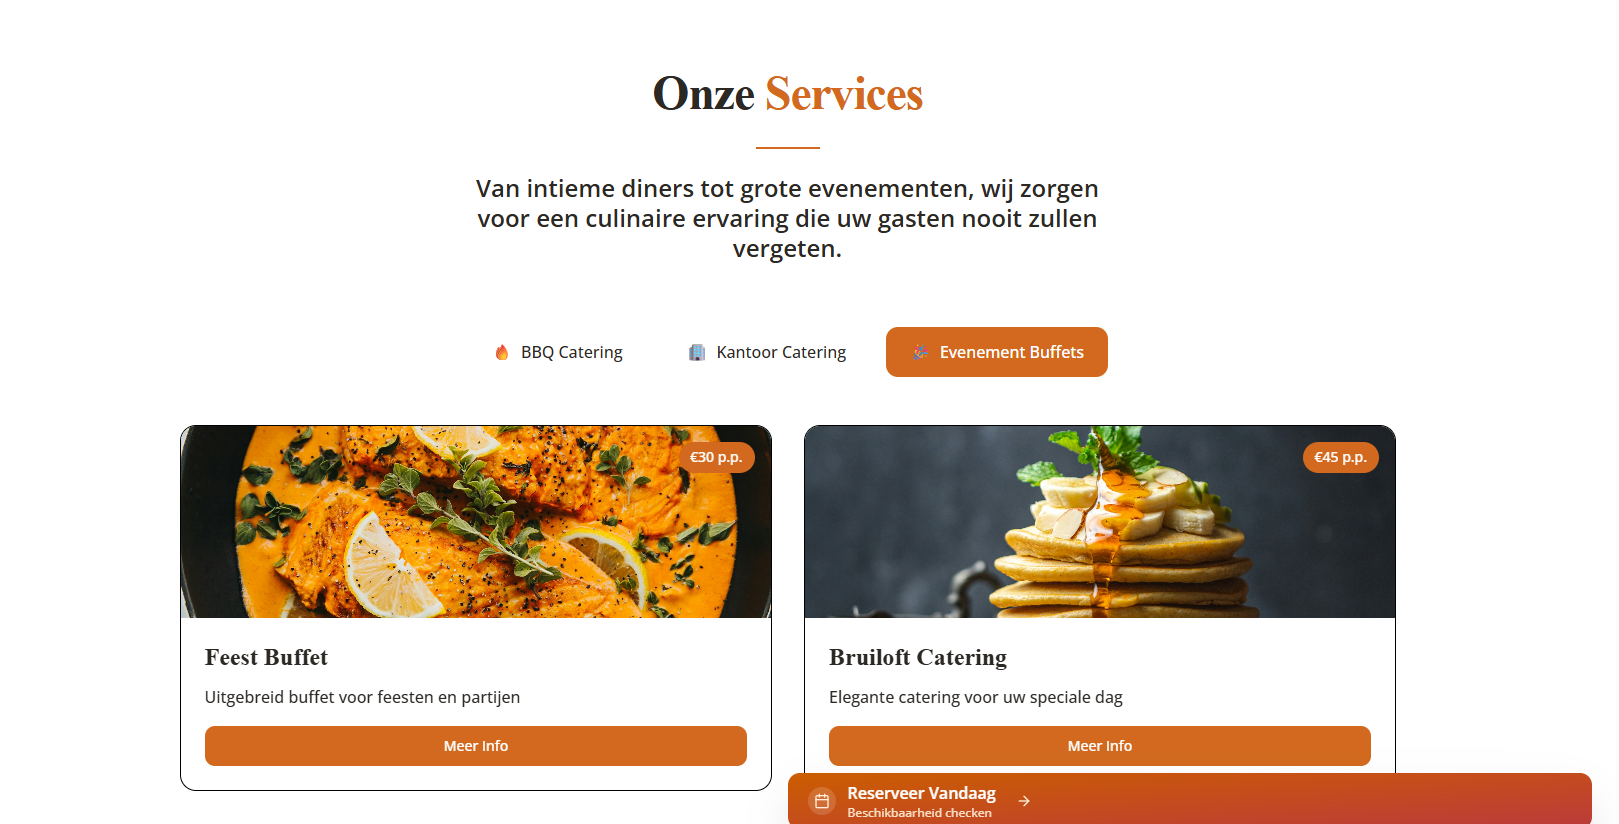 Onze Services
Van intieme diners tot grote evenementen, wij zorgen
voor een culinaire ervaring die uw gasten nooit zullen
vergeten.
BBQ Catering
Kantoor Catering
Evenement Buffets
€30 p.p.
€45 p.p.
Feest Buffet
Uitgebreid buffet voor feesten en partijen
Meer Info
Bruiloft Catering
Elegante catering voor uw speciale dag
Meer Info
Reserveer Vandaag
Beschikbaarheid checken